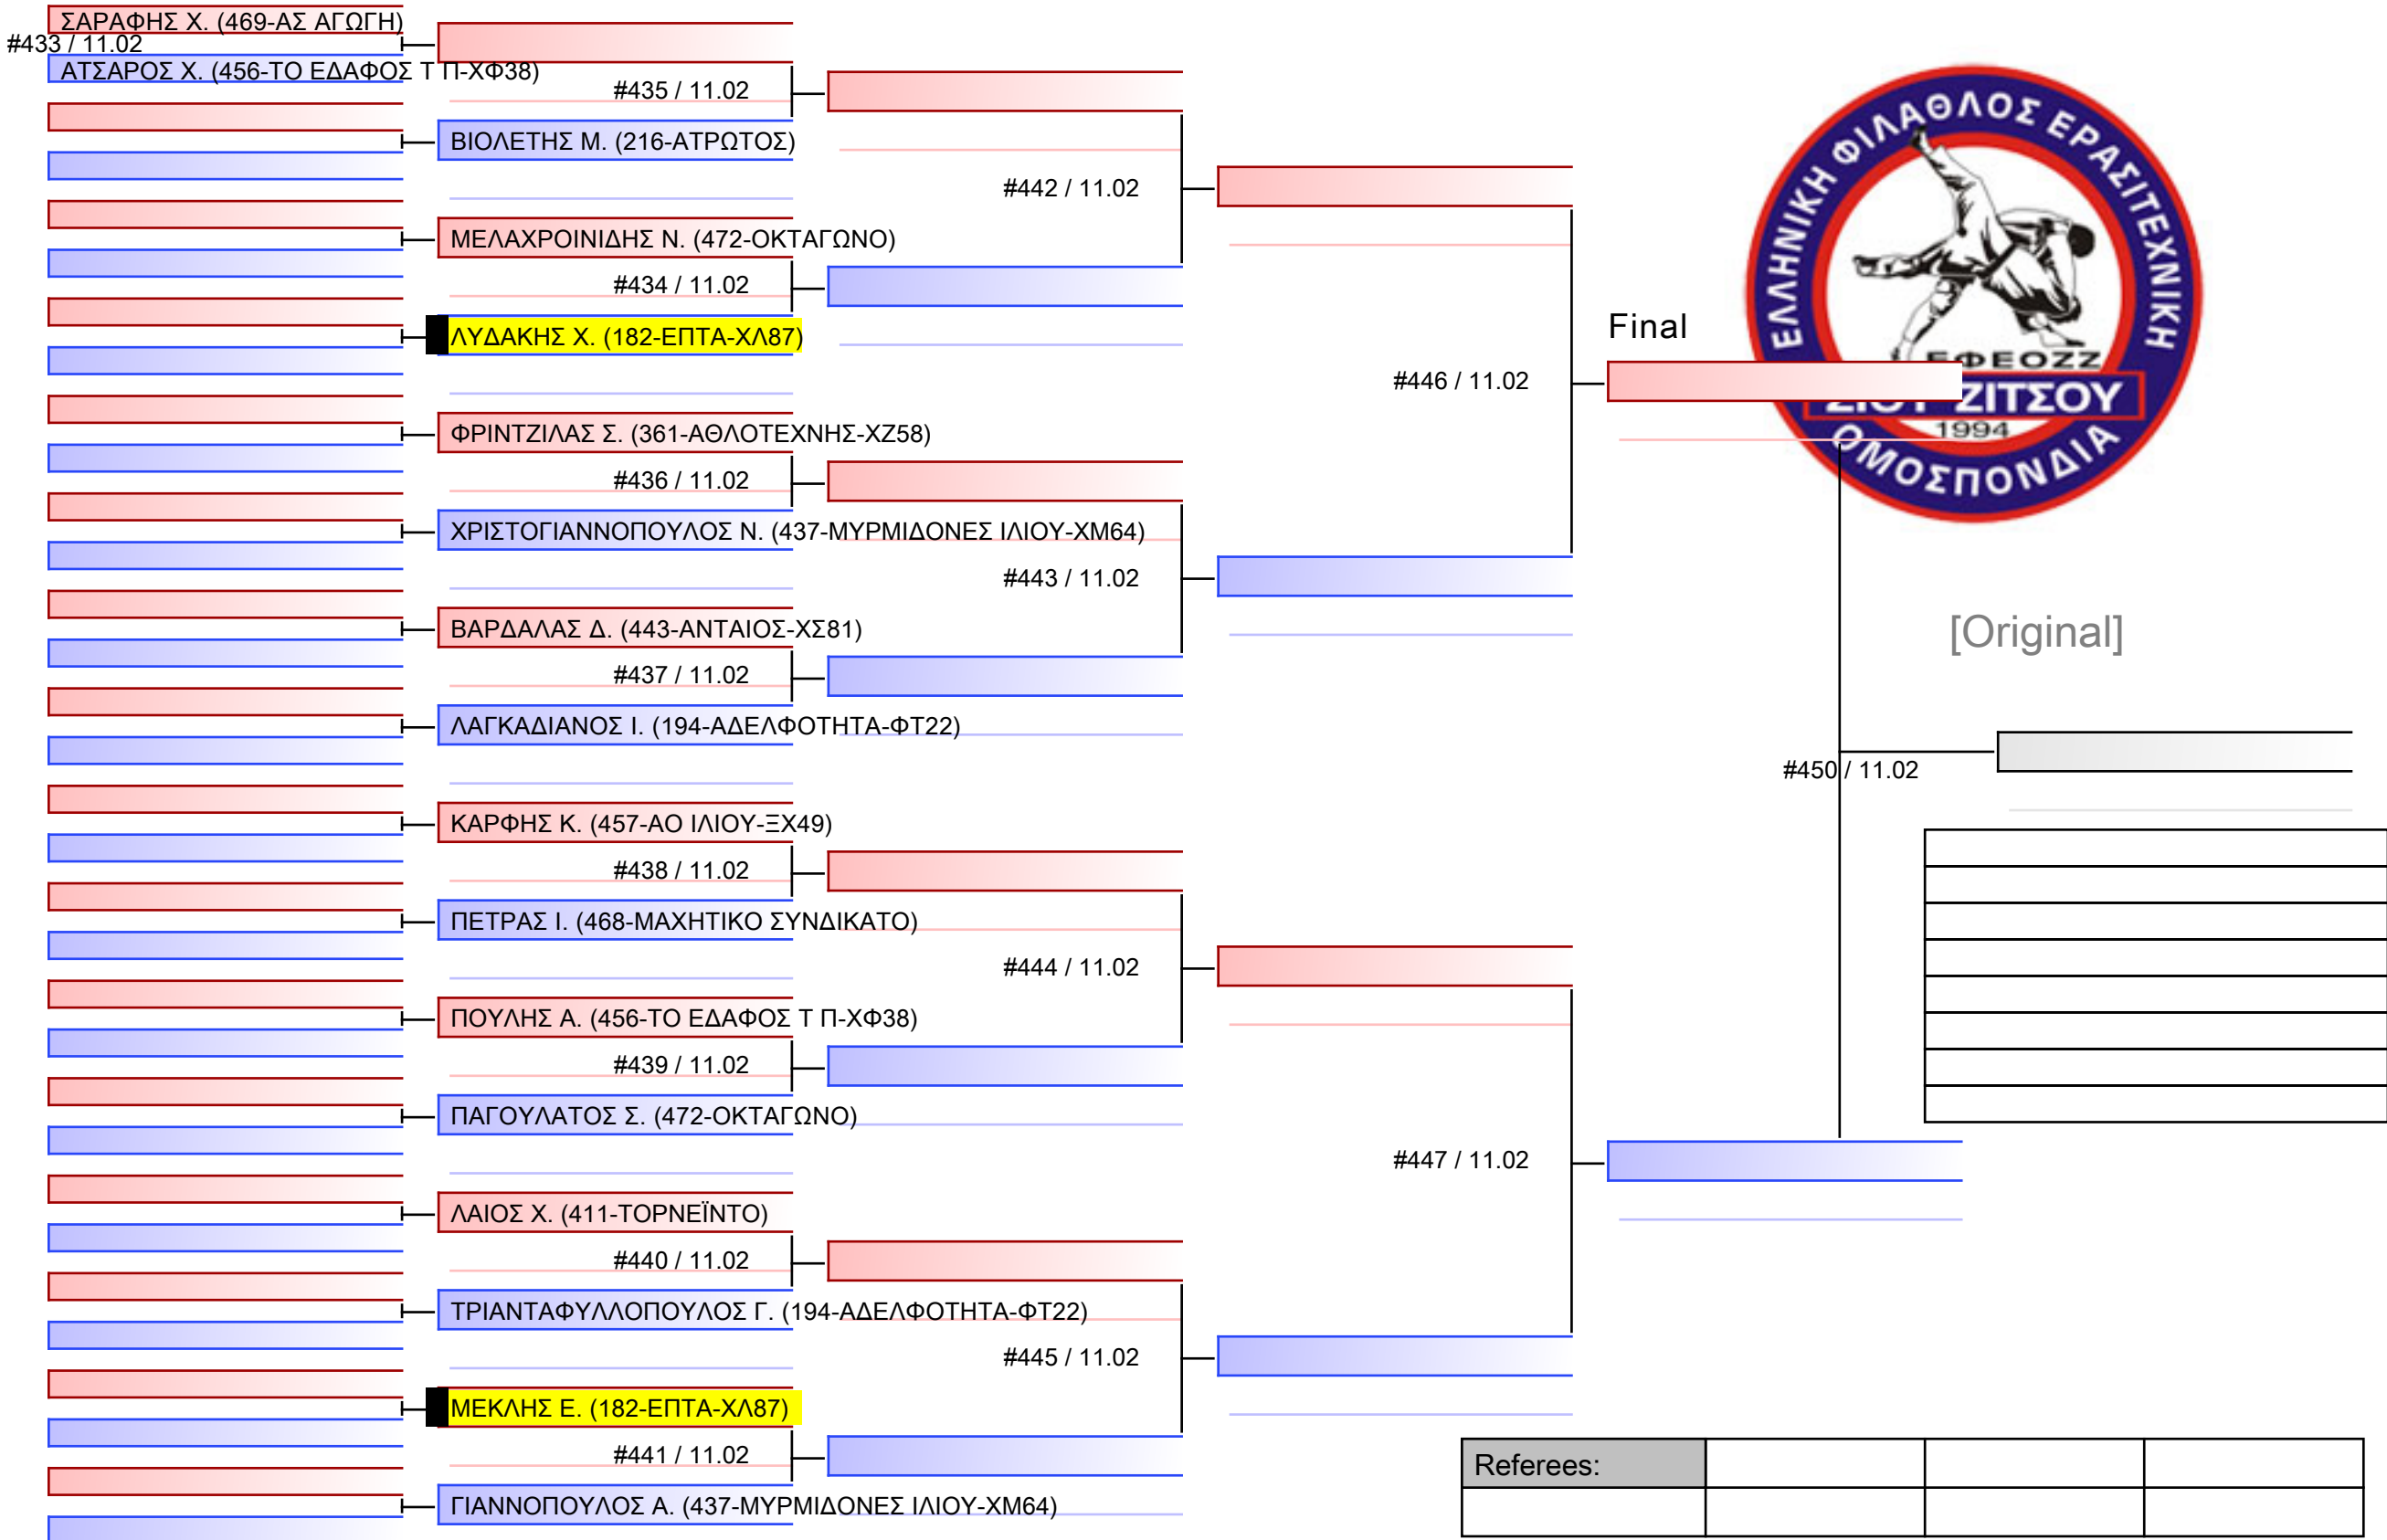 ΣΑΡΑΦΗΣ Χ. (469-ΑΣ ΑΓΩΓΗ)
#433 / 11.02
ΑΤΣΑΡΟΣ Χ. (456-ΤΟ ΕΔΑΦΟΣ Τ Π-ΧΦ38)
#435 / 11.02
ΒΙΟΛΕΤΗΣ Μ. (216-ΑΤΡΩΤΟΣ)
#442 / 11.02
ΜΕΛΑΧΡΟΙΝΙΔΗΣ Ν. (472-ΟΚΤΑΓΩΝΟ)
#434 / 11.02
ΛΥΔΑΚΗΣ Χ. (182-ΕΠΤΑ-ΧΛ87)
#446 / 11.02
Final
ΦΡΙΝΤΖΙΛΑΣ Σ. (361-ΑΘΛΟΤΕΧΝΗΣ-ΧΖ58)
#436 / 11.02
ΧΡΙΣΤΟΓΙΑΝΝΟΠΟΥΛΟΣ Ν. (437-ΜΥΡΜΙΔΟΝΕΣ ΙΛΙΟΥ-ΧΜ64)
#443 / 11.02
ΒΑΡΔΑΛΑΣ Δ. (443-ΑΝΤΑΙΟΣ-ΧΣ81)
#437 / 11.02
ΛΑΓΚΑΔΙΑΝΟΣ Ι. (194-ΑΔΕΛΦΟΤΗΤΑ-ΦΤ22)
ΚΑΡΦΗΣ Κ. (457-ΑΟ ΙΛΙΟΥ-ΞΧ49)
#438 / 11.02
ΠΕΤΡΑΣ Ι. (468-ΜΑΧΗΤΙΚΟ ΣΥΝΔΙΚΑΤΟ)
#444 / 11.02
ΠΟΥΛΗΣ Α. (456-ΤΟ ΕΔΑΦΟΣ Τ Π-ΧΦ38)
#439 / 11.02
ΠΑΓΟΥΛΑΤΟΣ Σ. (472-ΟΚΤΑΓΩΝΟ)
#447 / 11.02
ΛΑΙΟΣ Χ. (411-ΤΟΡΝΕΪΝΤΟ)
#440 / 11.02
ΤΡΙΑΝΤΑΦΥΛΛΟΠΟΥΛΟΣ Γ. (194-ΑΔΕΛΦΟΤΗΤΑ-ΦΤ22)
#445 / 11.02
ΜΕΚΛΗΣ Ε. (182-ΕΠΤΑ-ΧΛ87)
#441 / 11.02
ΓΙΑΝΝΟΠΟΥΛΟΣ Α. (437-ΜΥΡΜΙΔΟΝΕΣ ΙΛΙΟΥ-ΧΜ64)
ΕΛΛΗΝΙΚΗ ΦΙΛΑΘΛΟΣ ΕΡΑΣΙΤΕΧΝΙΚΗ
ΕΦΕΟΖΖ
ΖΙΟΥ ΖΙΤΣΟΥ
1994
ΟΜΟΣΠΟΝΔΙΑ
[Original]
#450 / 11.02
Referees: